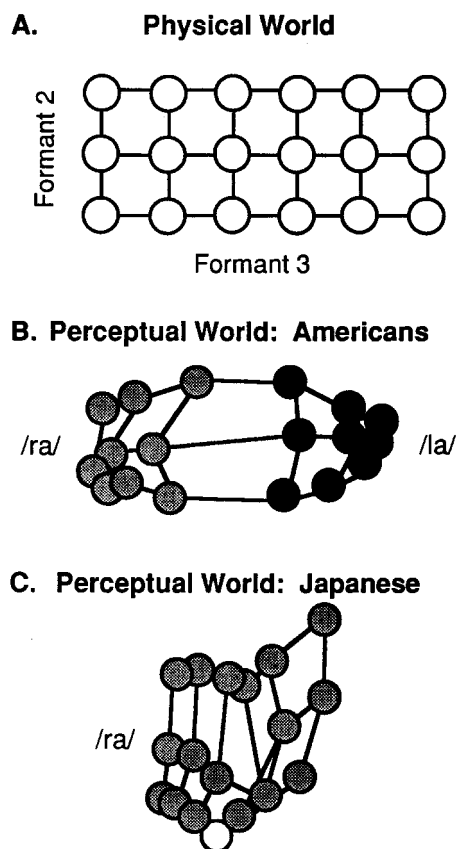 A. Physical World
Formant 2
Formant 3
B. Perceptual World: Americans
/ra/
/la/
C. Perceptual World: Japanese
/ra/